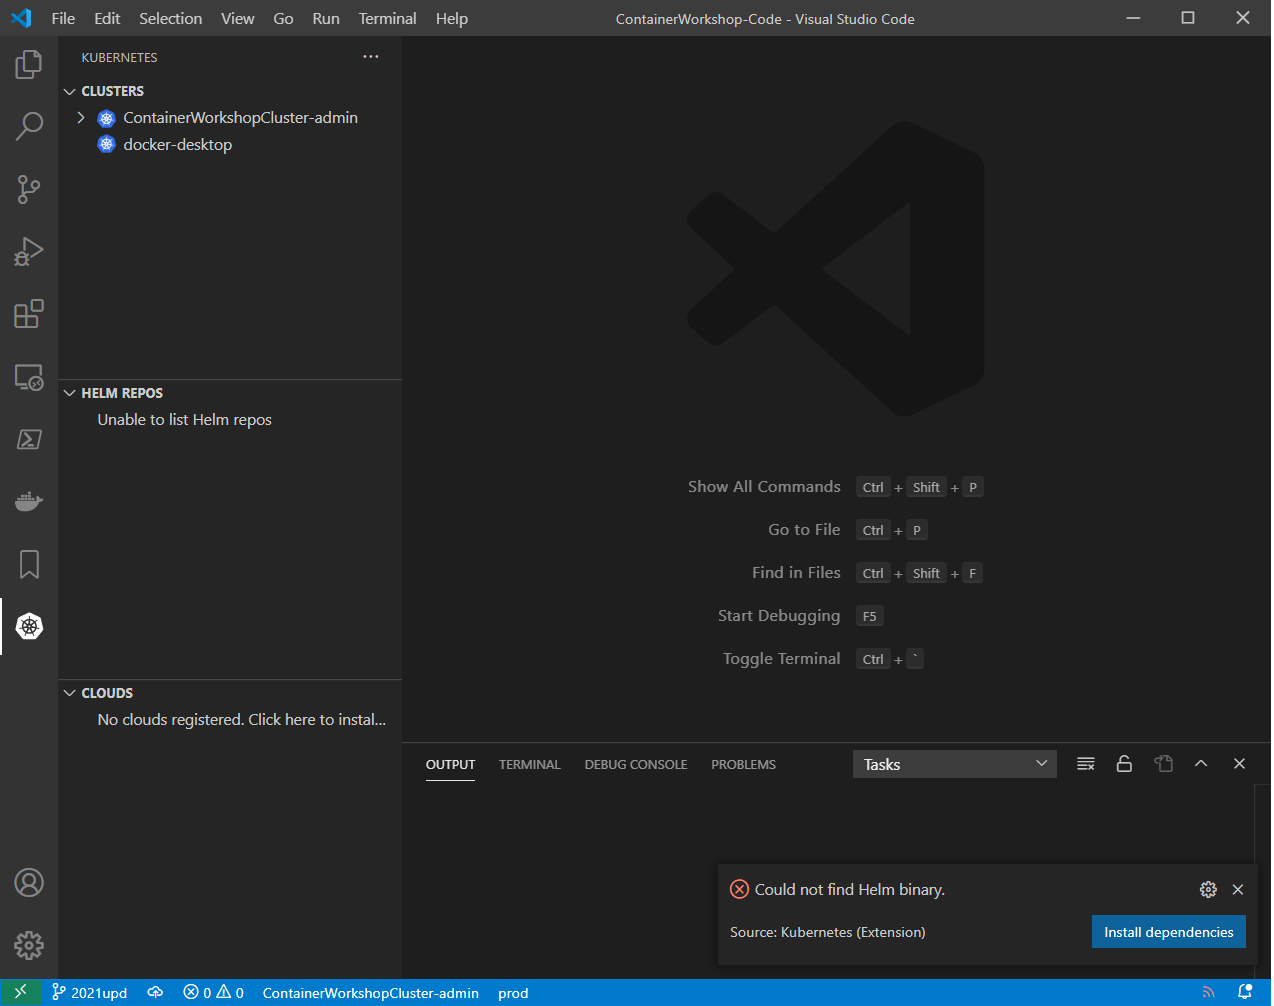 File Edit Selection View Go Run Terminal Help
ContainerWorkshop-Code - Visual Studio Code
KUBERNETES
CLUSTERS
ContainerWorkshopCluster-admin
docker-desktop
HELM REPOS
Unable to list Helm repos
CLOUDS
No clouds registered. Click here to instal...
Show All Commands Ctrl + Shift + P
Go to File Ctrl + P
Find in Files Ctrl + Shift + F
Start Debugging F5
Toggle Terminal Ctrl + `
OUTPUT TERMINAL DEBUG CONSOLE PROBLEMS Tasks
Could not find Helm binary.
Source: Kubernetes (Extension) Install dependencies
2021upd 0 0 ContainerWorkshopCluster-admin prod